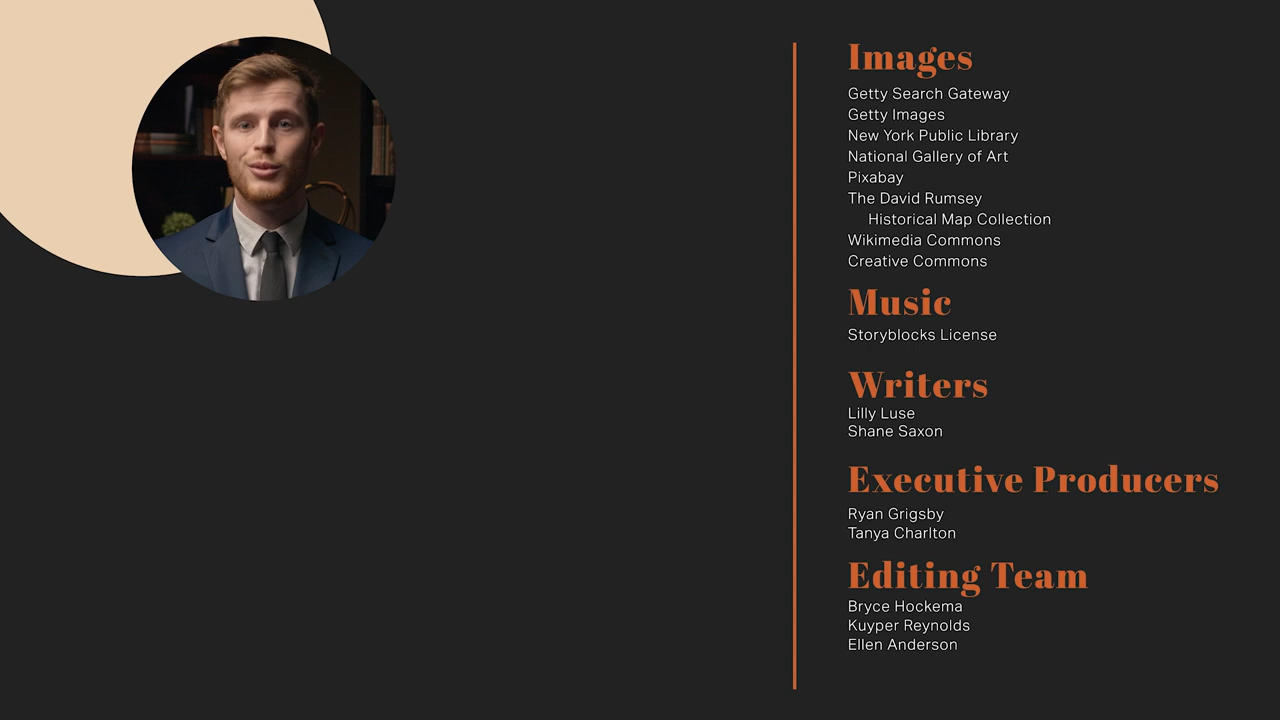 Images
Getty Search Gateway
Getty Images
New York Public Library
National Gallery of Art
Pixabay
The David Rumsey
Historical Map Collection
Wikimedia Commons
Creative Commons
Music
Storyblocks License
Writers
Lilly Luse
Shane Saxon
Executive Producers
Ryan Grigsby
Tanya Charlton
Editing Team
Bryce Hockema
Kuyper Reynolds
Ellen Anderson